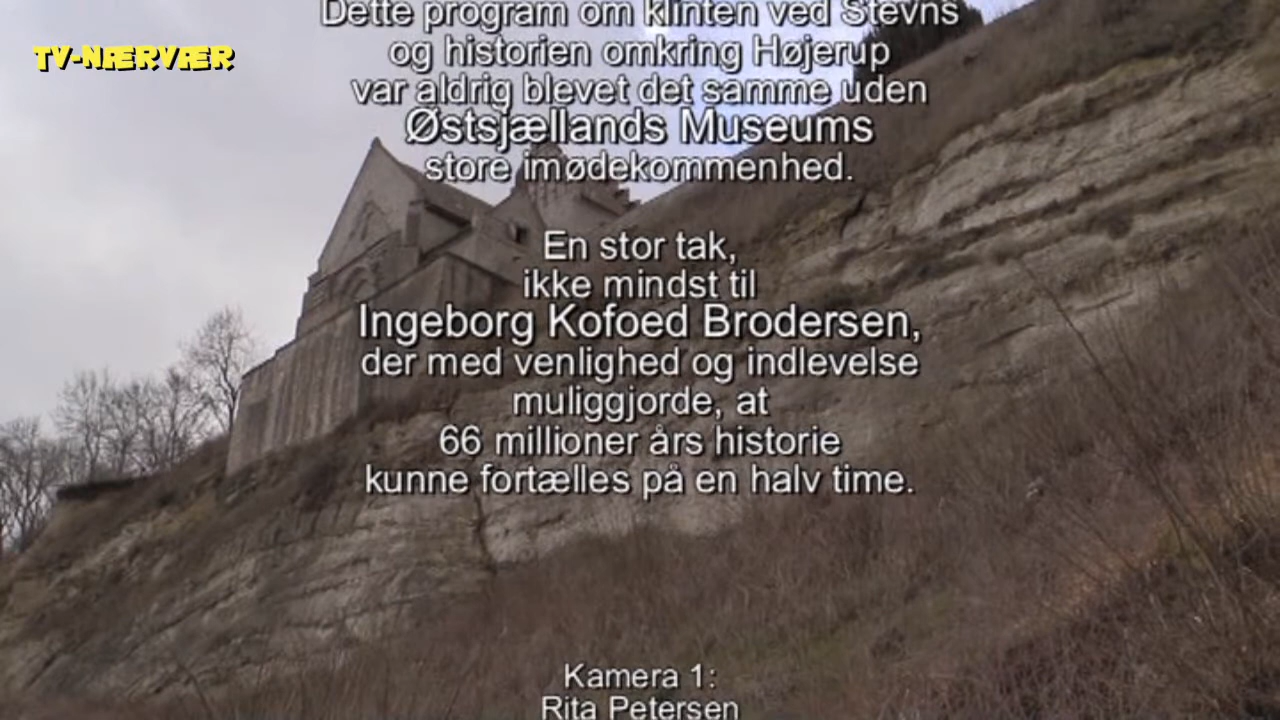 TV-NÆRVÆR
Dette program om klinten ved Stevns
og historien omkring Højerup
var aldrig blevet det samme uden
Østsjællands Museums
store imødekommenhed.
En stor tak,
ikke mindst til
Ingeborg Kofoed Brodersen,
der med venlighed og indlevelse
muliggjorde, at
66 millioner års historie
kunne fortælles på en halv time.
Kamera 1:
Rita Petersen